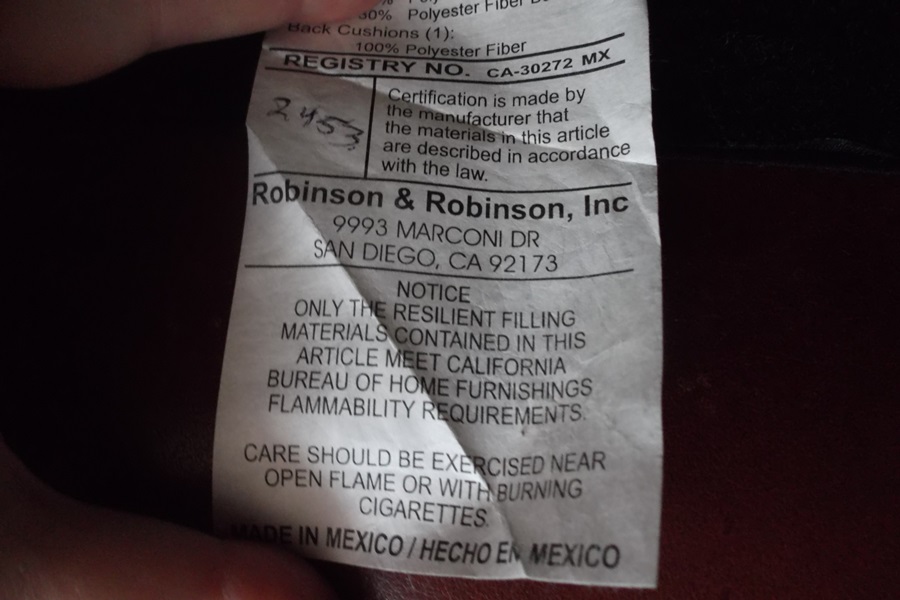 30% Polyester Fiber
Back Cushions (1):
100% Polyester Fiber
REGISTRY NO. CA-30272 MX
2453
Certification is made by
the manufacturer that
the materials in this article
are described in accordance
with the law.
Robinson & Robinson, Inc
9993 MARCONI DR
SAN DIEGO, CA 92173
NOTICE
ONLY THE RESILIENT FILLING
MATERIALS CONTAINED IN THIS
ARTICLE MEET CALIFORNIA
BUREAU OF HOME FURNISHINGS
FLAMMABILITY REQUIREMENTS.
CARE SHOULD BE EXERCISED NEAR
OPEN FLAME OR WITH BURNING
CIGARETTES.
MADE IN MEXICO / HECHO EN MEXICO